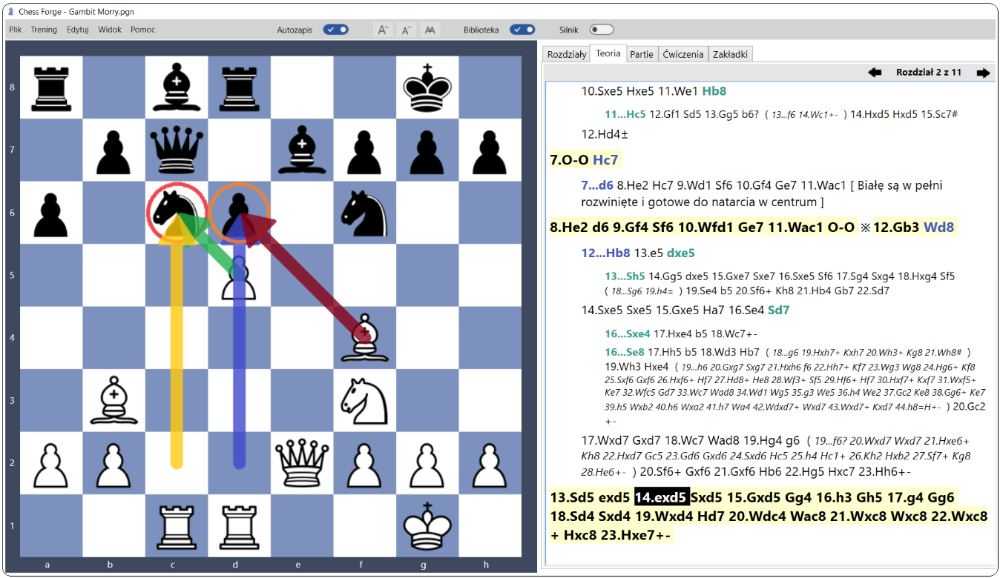 Chess Forge - Gambit Morry.pgn
Plik Trening Edytuj Widok Pomoc Autozapis Biblioteka Silnik
Rozdziały Teoria Partie Ćwiczenia Zakładki
Rozdział 2 z 11
10.Sxe5 Hxe5 11.We1 Hb8
11...Hc5 12.Gf1 Sd5 13.Gg5 b6? ( 13...f6 14.Wc1+- ) 14.Hxd5 Hxd5 15.Sc7#
12.Hd4±
7.O-O Hc7
7...d6 8.He2 Hc7 9.Wd1 Sf6 10.Gf4 Ge7 11.Wac1 [ Białę są w pełni
rozwinięte i gotowe do natarcia w centrum ]
8.He2 d6 9.Gf4 Sf6 10.Wfd1 Ge7 11.Wac1 O-O ※ 12.Gb3 Wd8
12...Hb8 13.e5 dxe5
13...Sh5 14.Gg5 dxe5 15.Gxe7 Sxe7 16.Sxe5 Sf6 17.Sg4 Sxg4 18.Hxg4 Sf5
( 18...Sg6 19.h4= ) 19.Se4 b5 20.Sf6+ Kh8 21.Hb4 Gb7 22.Sd7
14.Sxe5 Sxe5 15.Gxe5 Ha7 16.Se4 Sd7
16...Sxe4 17.Hxe4 b5 18.Wc7+-
16...Se8 17.Hh5 b5 18.Wd3 Hb7 ( 18...g6 19.Hxh7+ Kxh7 20.Wh3+ Kg8 21.Wh8# )
19.Wh3 Hxe4 ( 19...h6 20.Gxg7 Sxg7 21.Hxh6 f6 22.Hh7+ Kf7 23.Wg3 Wg8 24.Hg6+ Kf8
25.Sxf6 Gxf6 26.Hxf6+ Hf7 27.Hd8+ He8 28.Wf3+ Sf5 29.Hf6+ Hf7 30.Hxf7+ Kxf7 31.Wxf5+
Ke7 32.Wfc5 Gd7 33.Wc7 Wad8 34.Wd1 Wg5 35.g3 We5 36.h4 We2 37.Gc2 Ke8 38.Gg6+ Ke7
39.h5 Wxb2 40.h6 Wxa2 41.h7 Wa4 42.Wdxd7+ Wxd7 43.Wxd7+ Kxd7 44.h8=H+- ) 20.Gc2
+-
17.Wxd7 Gxd7 18.Wc7 Wad8 19.Hg4 g6 ( 19...f6? 20.Wxd7 Wxd7 21.Hxe6+
Kh8 22.Hxd7 Gc5 23.Gd6 Gxd6 24.Sxd6 Hc5 25.h4 Hc1+ 26.Kh2 Hxb2 27.Sf7+ Kg8
28.He6+- ) 20.Sf6+ Gxf6 21.Gxf6 Hb6 22.Hg5 Hxc7 23.Hh6+-
13.Sd5 exd5 14.exd5 Sxd5 15.Gxd5 Gg4 16.h3 Gh5 17.g4 Gg6
18.Sd4 Sxd4 19.Wxd4 Hd7 20.Wdc4 Wac8 21.Wxc8 Wxc8 22.Wxc8
+ Hxc8 23.Hxe7+-
8
7
6
5
4
3
2
1
a b c d e f g h